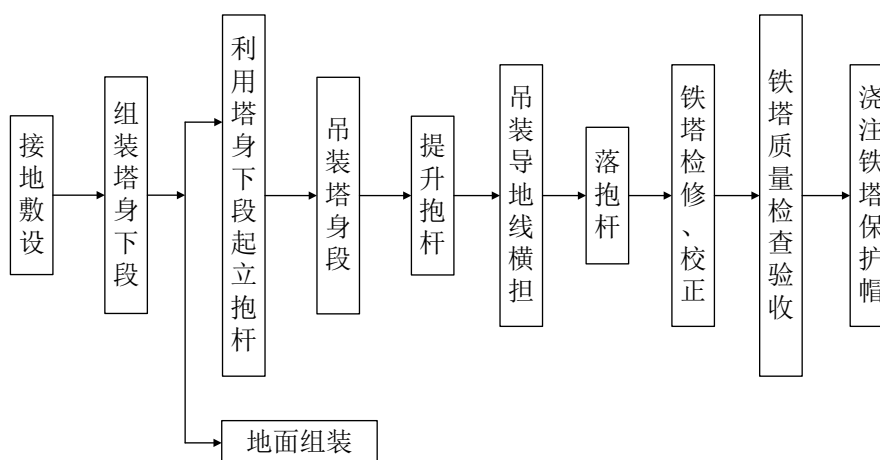 接地敷设
组装塔身下段
利用塔身下段起立抱杆
吊装塔身段
提升抱杆
吊装导地线横担
落抱杆
铁塔检修、校正
铁塔质量检查验收
浇注铁塔保护帽
地面组装